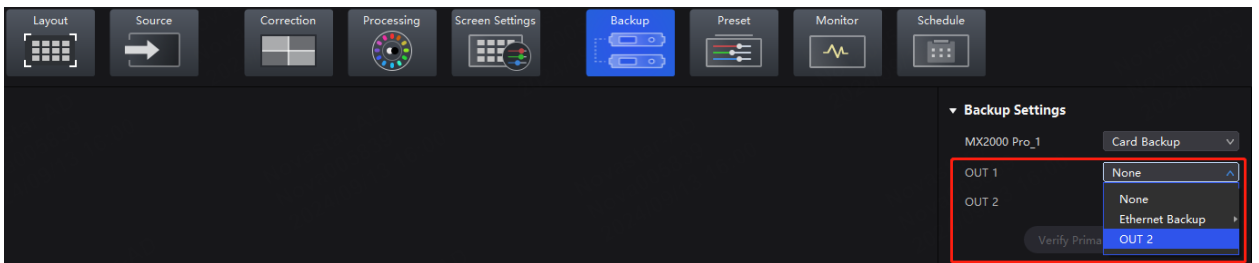 Layout
Source
Correction
Processing
Screen Settings
Backup
Preset
Monitor
Schedule
Backup Settings
MX2000 Pro_1
Card Backup
OUT 1
None
OUT 2
None
Ethernet Backup
OUT 2
Verify Prima